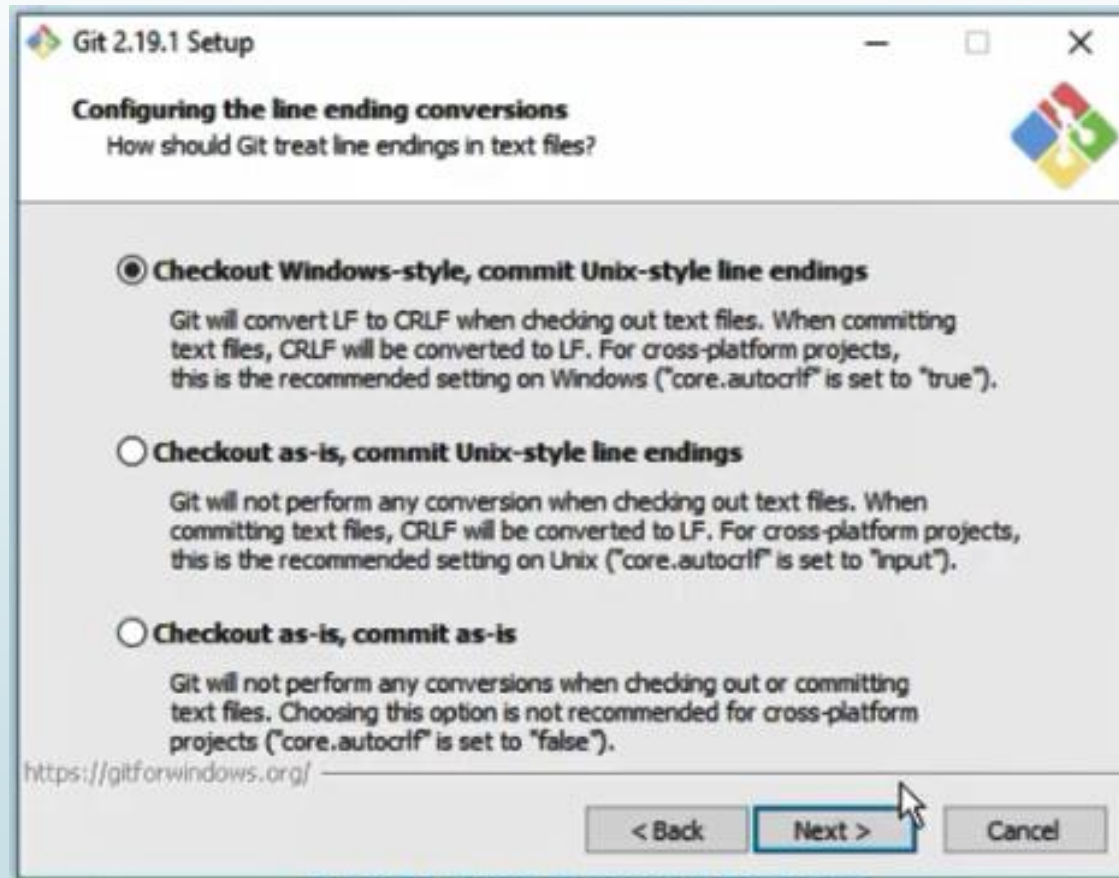 Git 2.19.1 Setup
Configuring the line ending conversions
How should Git treat line endings in text files?
Checkout Windows-style, commit Unix-style line endings
Git will convert LF to CRLF when checking out text files. When committing
text files, CRLF will be converted to LF. For cross-platform projects,
this is the recommended setting on Windows ("core.autocrlf" is set to "true").
Checkout as-is, commit Unix-style line endings
Git will not perform any conversion when checking out text files. When
committing text files, CRLF will be converted to LF. For cross-platform projects,
this is the recommended setting on Unix ("core.autocrlf" is set to "input").
Checkout as-is, commit as-is
Git will not perform any conversions when checking out or committing
text files. Choosing this option is not recommended for cross-platform
projects ("core.autocrlf" is set to "false").
https://gitforwindows.org/
< Back Next > Cancel